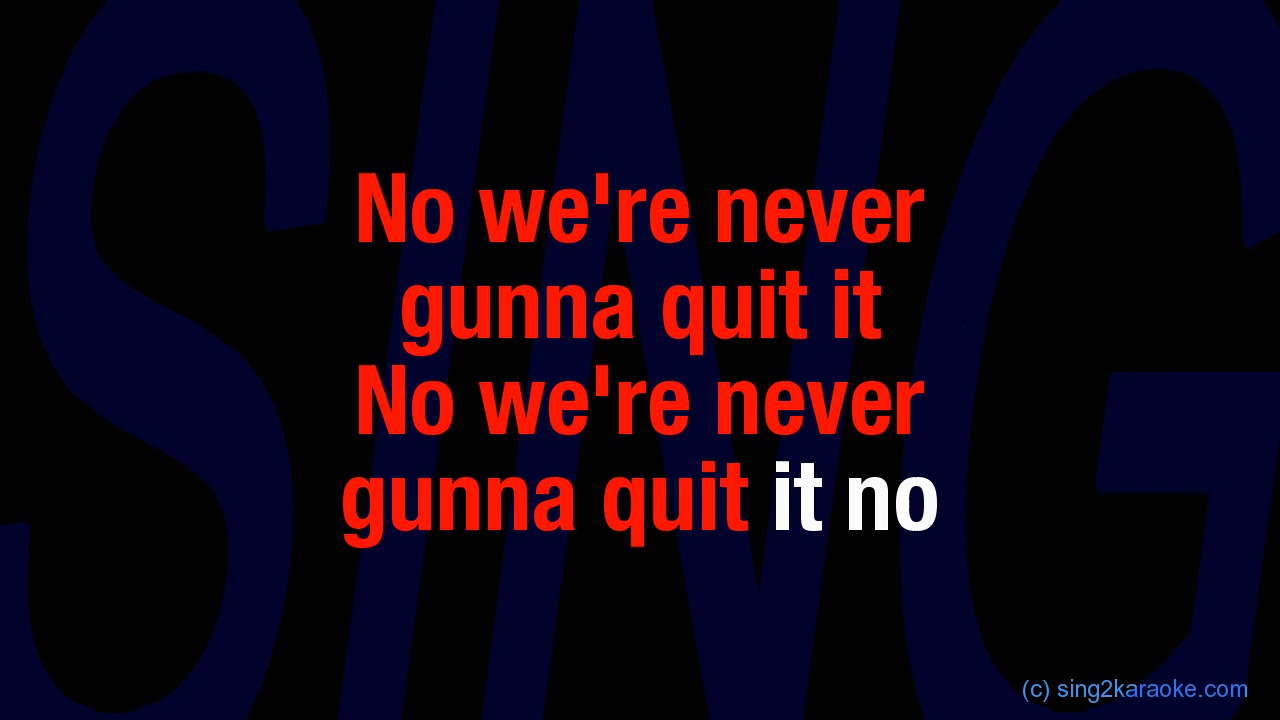 SING
No we're never
gunna quit it
No we're never
gunna quit it no
(c) sing2karaoke.com